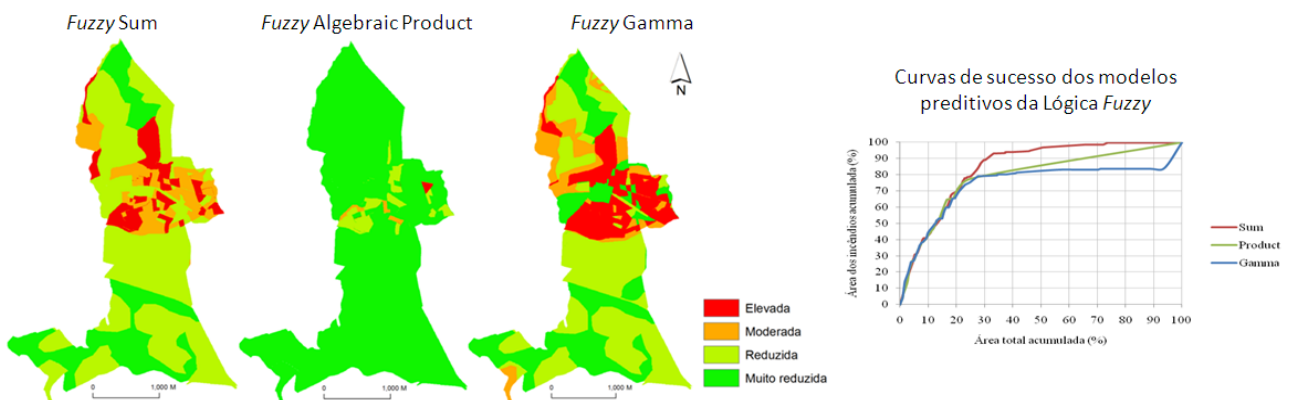 Fuzzy Sum
Fuzzy Algebraic Product
Fuzzy Gamma
N
Elevada
Moderada
Reduzida
Muito reduzida
0 1,000 M
0 1,000 M
0 1,000 M
Curvas de sucesso dos modelos
preditivos da Lógica Fuzzy
Área dos incêndios acumulada (%)
100
90
80
70
60
50
40
30
20
10
0
0 10 20 30 40 50 60 70 80 90 100
Área total acumulada (%)
Sum
Product
Gamma